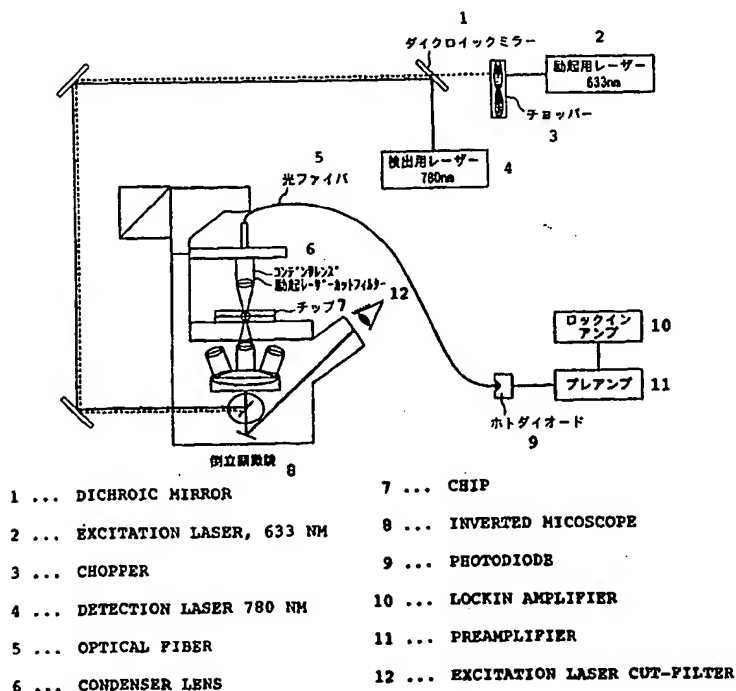 1
ダイクロイックミラー
2
励起用レーザー
633nm
チョッパー
3
検出用レーザー
780nm
4
5
光ファイバ
6
コンデンサレンズ
励起レーザーカットフィルター
12
チップ 7
ロックイン
アンプ
10
プレアンプ
11
ホトダイオード
9
倒立顕微鏡
8
1 ... DICHROIC MIRROR
2 ... EXCITATION LASER, 633 NM
3 ... CHOPPER
4 ... DETECTION LASER 780 NM
5 ... OPTICAL FIBER
6 ... CONDENSER LENS
7 ... CHIP
8 ... INVERTED MICOSCOPE
9 ... PHOTODIODE
10 ... LOCKIN AMPLIFIER
11 ... PREAMPLIFIER
12 ... EXCITATION LASER CUT-FILTER